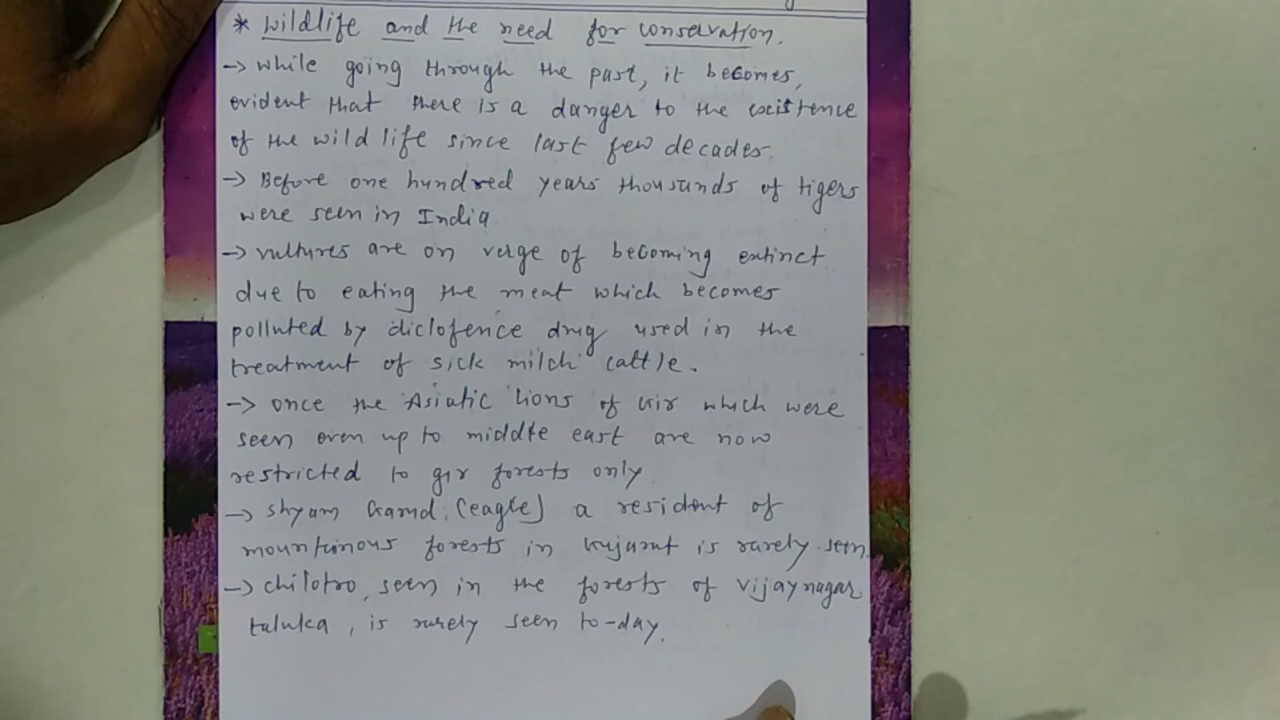 * Wildlife and the need for conservation.
→ while going through the past, it becomes,
evident that there is a danger to the existence
of the wild life since last few decades.
→ Before one hundred years thousands of tigers
were seen in India
→ vultures are on verge of becoming extinct
due to eating the meat which becomes
polluted by diclofence drug used in the
treatment of sick milch cattle.
→ once the Asiatic lions of Gir which were
seen even up to middle east are now
restricted to gir forests only
→ shyam Garud (eagle) a resident of
mountinous forests in Gujarat is rarely seen
→ chilotro, seen in the forests of vijaynagar
taluka, is rarely seen to-day.